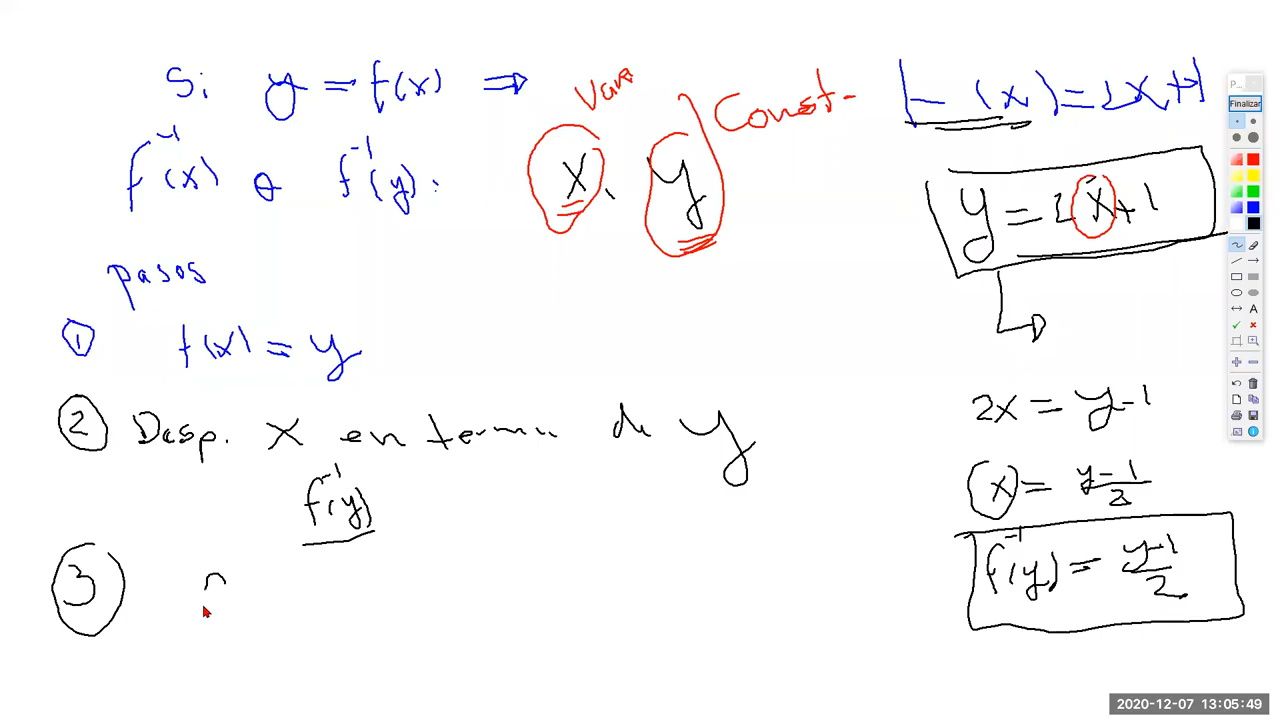 Si y = f(x) ⇒
f⁻¹(x) o f⁻¹(y).
Var
x, y
Const.
(x) = 2x+1
y = 2x+1
pasos
① f(x) = y
② Desp. X en termin de y
f⁻¹(y)
③
2x = y-1
x = y-1/2
f⁻¹(y) = y-1/2
P...
Finalizar
A
2020-12-07 13:05:49